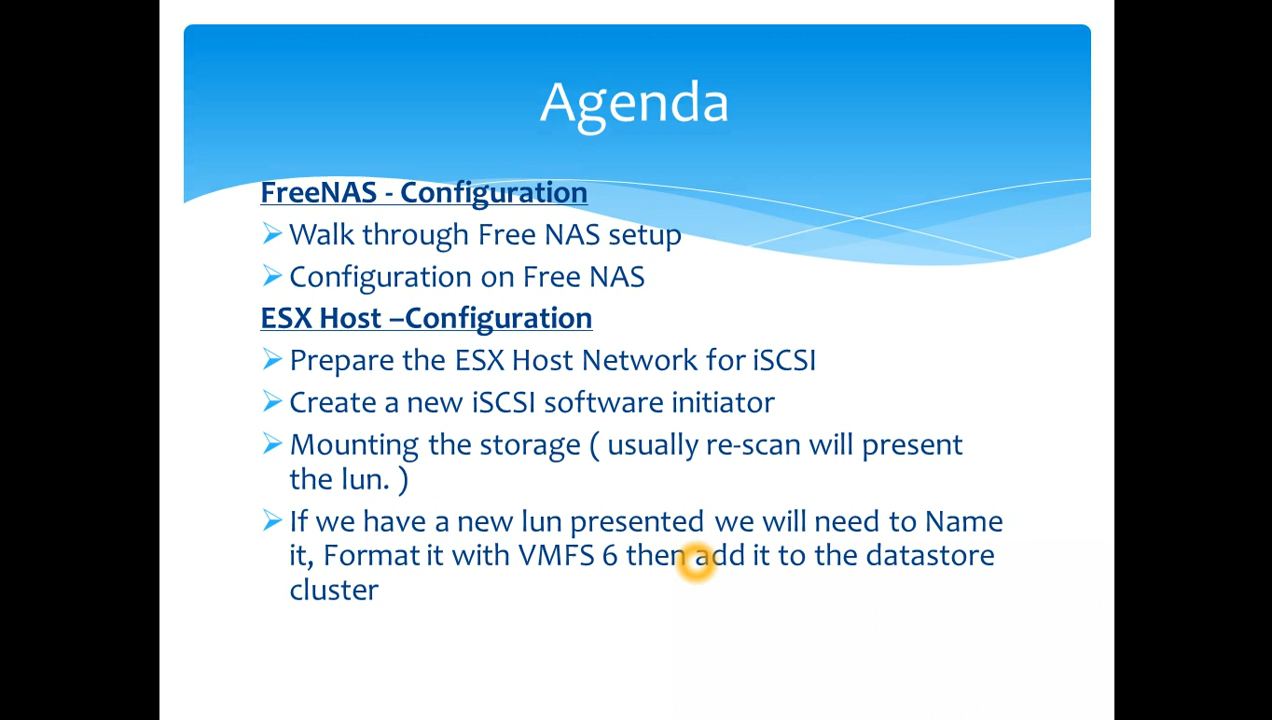 Agenda
FreeNAS - Configuration
Walk through Free NAS setup
Configuration on Free NAS
ESX Host –Configuration
Prepare the ESX Host Network for iSCSI
Create a new iSCSI software initiator
Mounting the storage ( usually re-scan will present
the lun. )
If we have a new lun presented we will need to Name
it, Format it with VMFS 6 then add it to the datastore
cluster